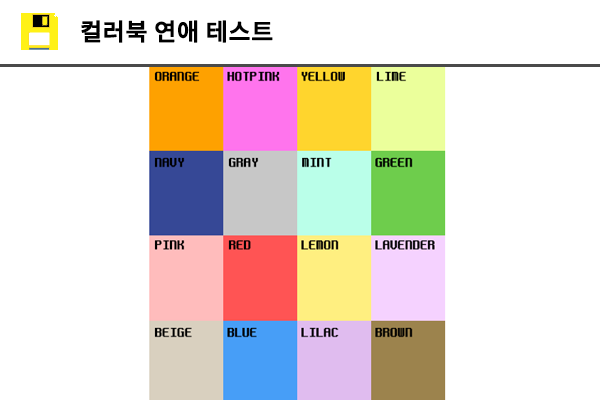 컬러북 연애 테스트
ORANGE HOTPINK YELLOW LIME
NAVY GRAY MINT GREEN
PINK RED LEMON LAVENDER
BEIGE BLUE LILAC BROWN